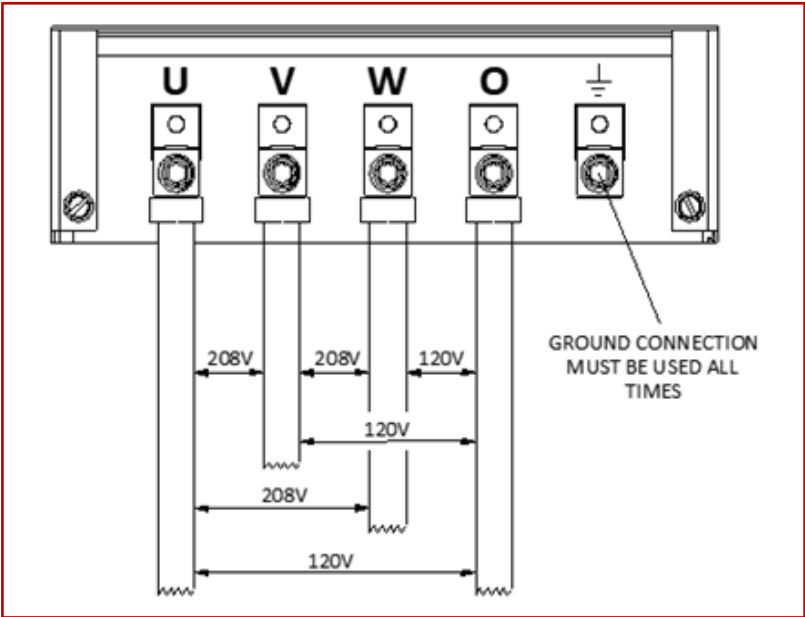 U V W O
208V 208V 120V
GROUND CONNECTION
MUST BE USED ALL
TIMES
120V
208V
120V